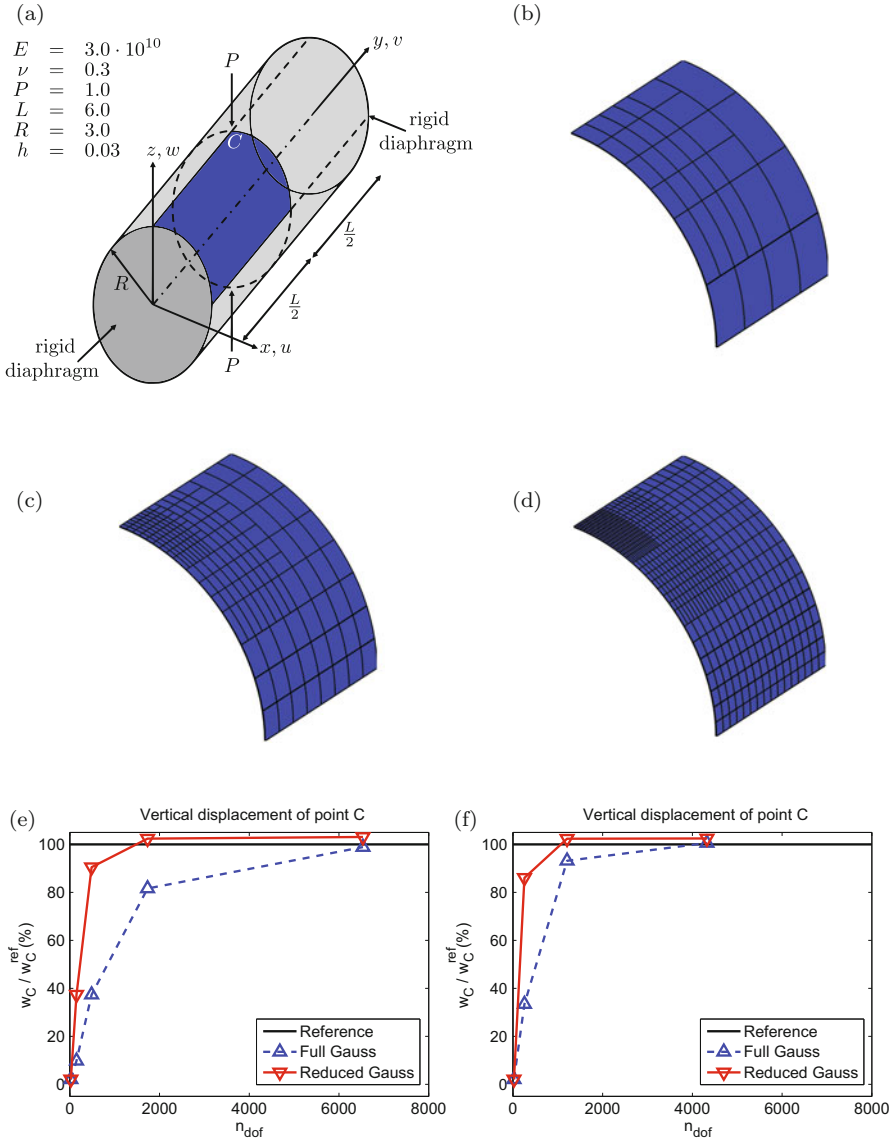 (a)
E = 3.0 · 10^10
ν = 0.3
P = 1.0
L = 6.0
R = 3.0
h = 0.03
P
y, v
C
rigid
diaphragm
z, w
L/2
L/2
R
x, u
rigid
diaphragm
P
(b)
(c)
(d)
(e)
Vertical displacement of point C
w_C / w_C^ref (%)
100
80
60
40
20
0
0 2000 4000 6000 8000
n_dof
Reference
Full Gauss
Reduced Gauss
(f)
Vertical displacement of point C
w_C / w_C^ref (%)
100
80
60
40
20
0
0 2000 4000 6000 8000
n_dof
Reference
Full Gauss
Reduced Gauss